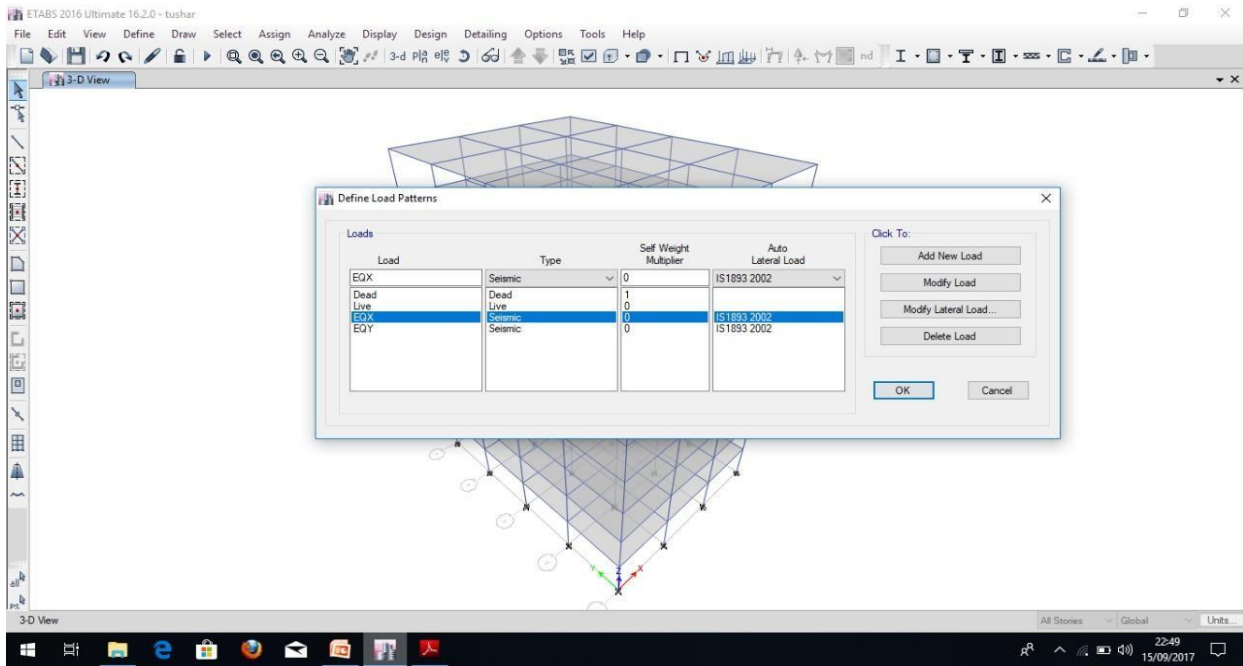 ETABS 2016 Ultimate 16.2.0 - tushar
File Edit View Define Draw Select Assign Analyze Display Design Detailing Options Tools Help
3-d
nd
3-D View
Define Load Patterns
Loads
Click To:
Load Type Self Weight Multiplier Auto Lateral Load
EQX Seismic 0 IS1893 2002
Dead Dead 1
Live Live 0
EQX Seismic 0 IS1893 2002
EQY Seismic 0 IS1893 2002
Add New Load
Modify Load
Modify Lateral Load...
Delete Load
OK Cancel
Y Z X
all
PS
3-D View All Stories Global Units...
22:49
15/09/2017